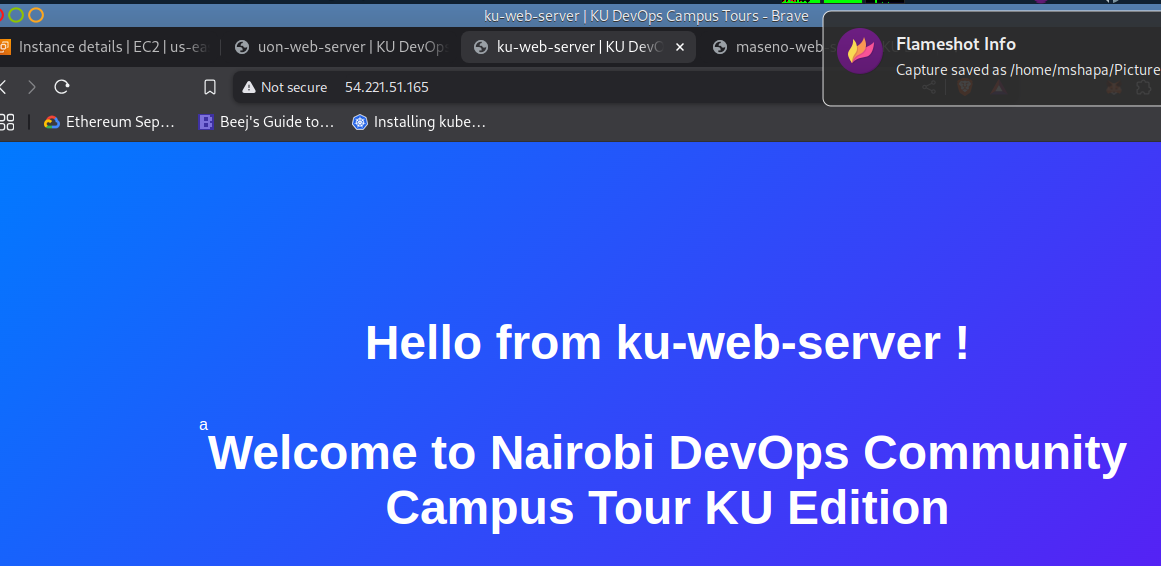 ku-web-server | KU DevOps Campus Tours - Brave
Instance details | EC2 | us-ea
uon-web-server | KU DevOp
ku-web-server | KU DevO
maseno-web-s
Flameshot Info
Capture saved as /home/mshapa/Picture
Not secure
54.221.51.165
Ethereum Sep…
Beej's Guide to…
Installing kube…
Hello from ku-web-server !
a
Welcome to Nairobi DevOps Community
Campus Tour KU Edition